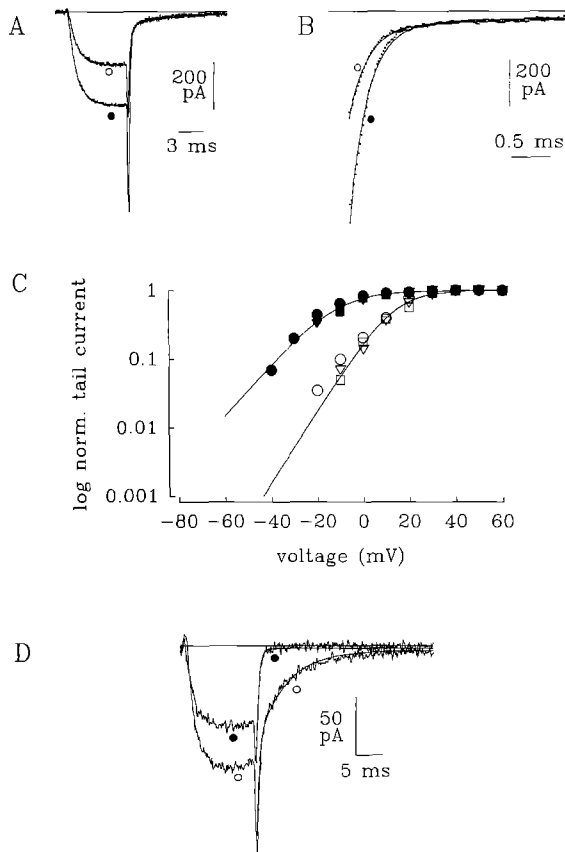 A
200
pA
3 ms
B
200
pA
0.5 ms
C
log norm. tail current
1
0.1
0.01
0.001
-80 -60 -40 -20 0 20 40 60
voltage (mV)
D
50
pA
5 ms